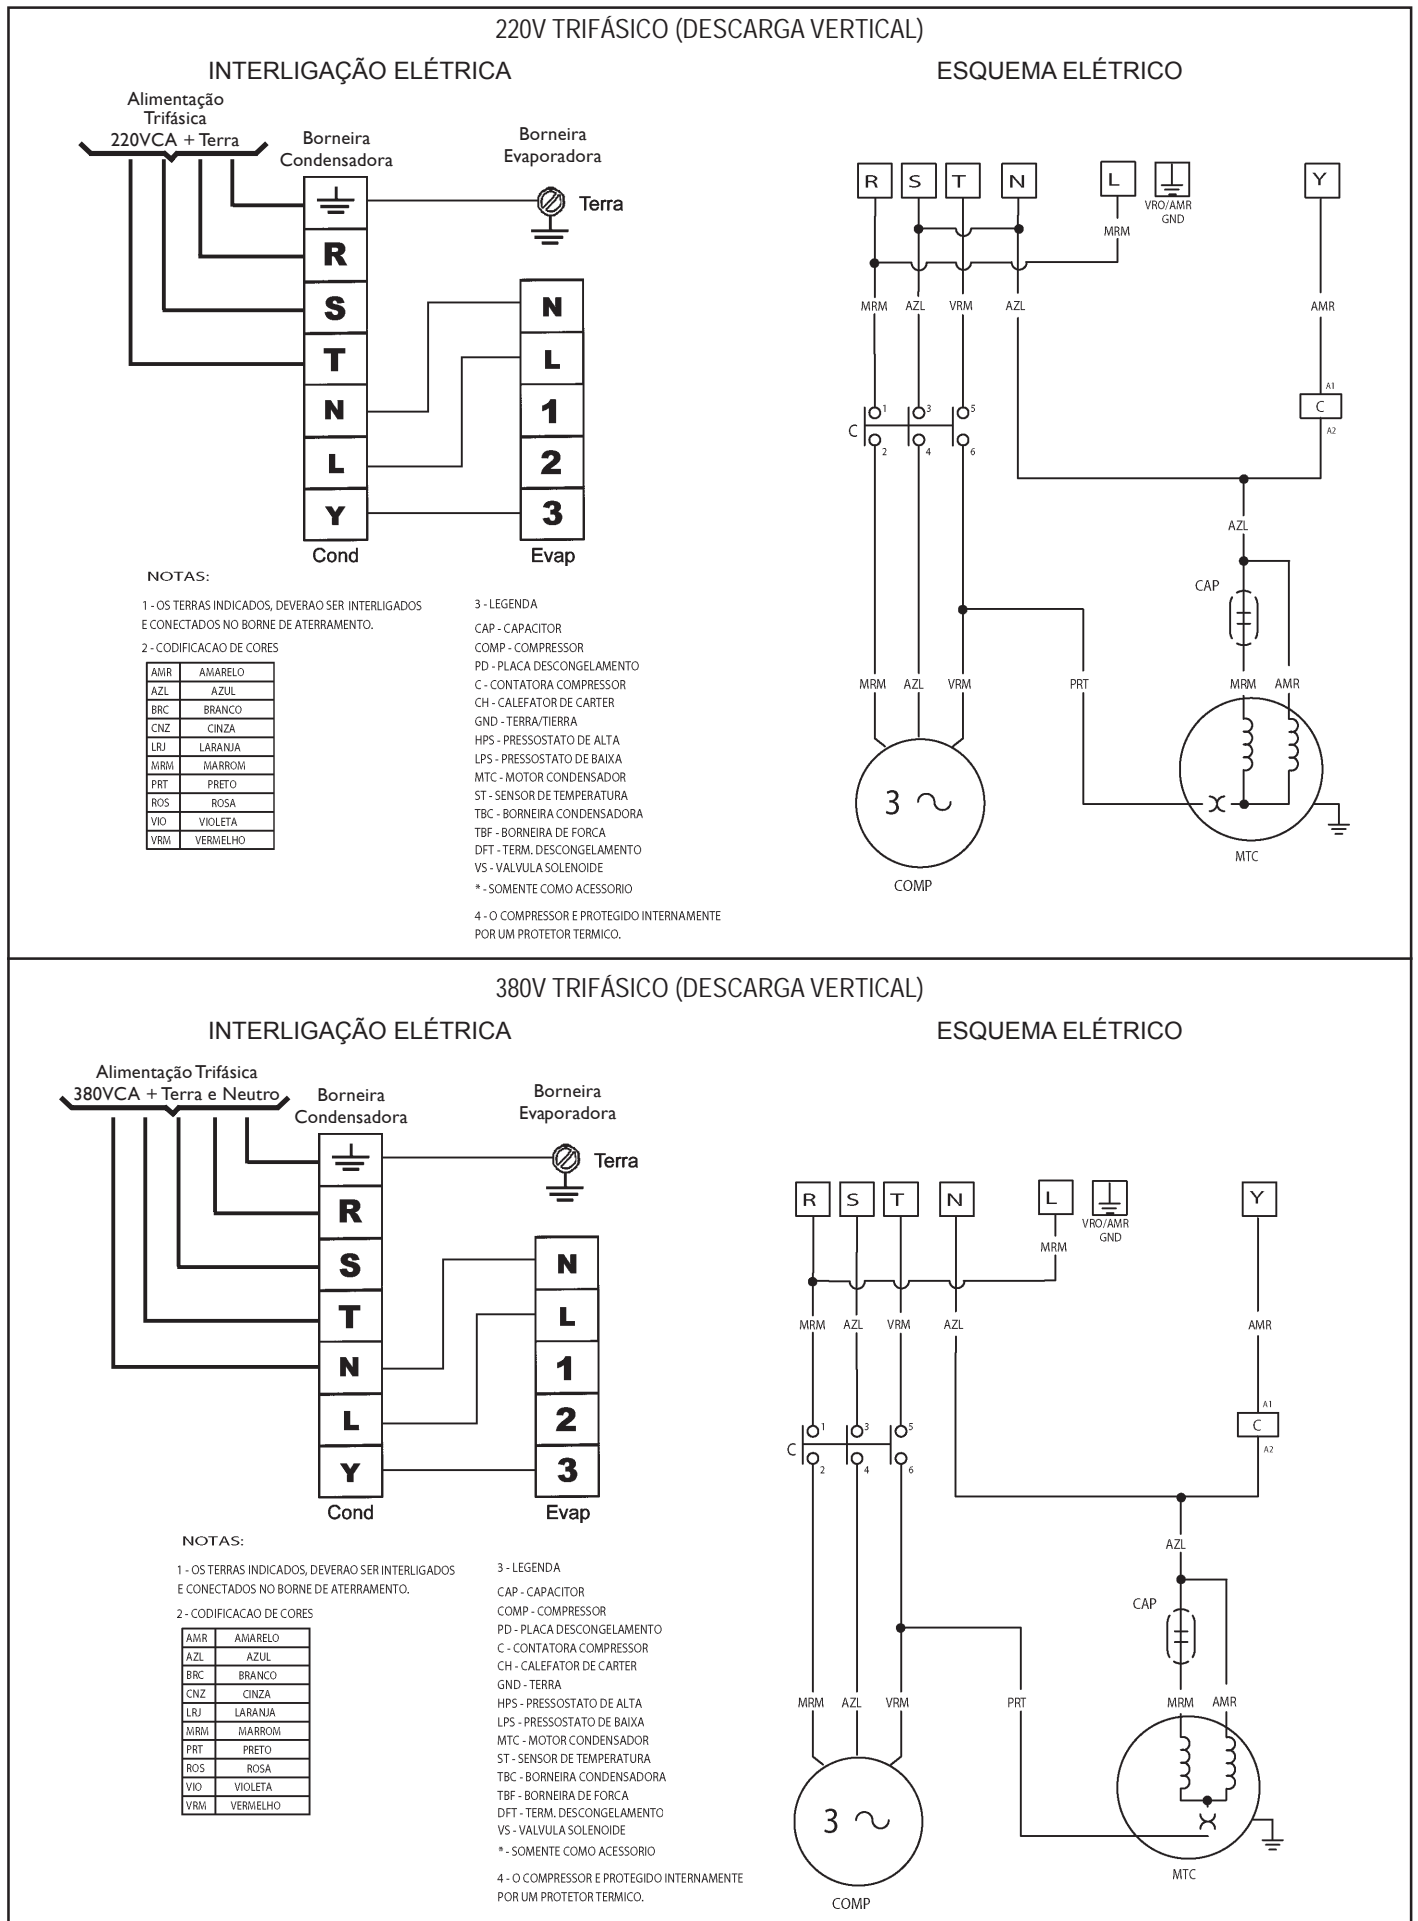 220V TRIFÁSICO (DESCARGA VERTICAL)
INTERLIGAÇÃO ELÉTRICA
Alimentação
Trifásica
220VCA + Terra
Borneira
Condensadora
Borneira
Evaporadora
Terra
R
S
T
N
L
Y
Cond
N
L
1
2
3
Evap
NOTAS:
1 - OS TERRAS INDICADOS, DEVERAO SER INTERLIGADOS
E CONECTADOS NO BORNE DE ATERRAMENTO.
2 - CODIFICACAO DE CORES
AMR AMARELO
AZL AZUL
BRC BRANCO
CNZ CINZA
LRJ LARANJA
MRM MARROM
PRT PRETO
ROS ROSA
VIO VIOLETA
VRM VERMELHO
3 - LEGENDA
CAP - CAPACITOR
COMP - COMPRESSOR
PD - PLACA DESCONGELAMENTO
C - CONTATORA COMPRESSOR
CH - CALEFATOR DE CARTER
GND - TERRA/TIERRA
HPS - PRESSOSTATO DE ALTA
LPS - PRESSOSTATO DE BAIXA
MTC - MOTOR CONDENSADOR
ST - SENSOR DE TEMPERATURA
TBC - BORNEIRA CONDENSADORA
TBF - BORNEIRA DE FORCA
DFT - TERM. DESCONGELAMENTO
VS - VALVULA SOLENOIDE
* - SOMENTE COMO ACESSORIO
4 - O COMPRESSOR E PROTEGIDO INTERNAMENTE
POR UM PROTETOR TERMICO.
ESQUEMA ELÉTRICO
R S T N L Y
VRO/AMR
GND
MRM
MRM AZL VRM AZL AMR
A1
C
A2
1 3 5
C
2 4 6
AZL
CAP
MRM AZL VRM PRT MRM AMR
3
MTC
COMP
380V TRIFÁSICO (DESCARGA VERTICAL)
INTERLIGAÇÃO ELÉTRICA
Alimentação Trifásica
380VCA + Terra e Neutro
Borneira
Condensadora
Borneira
Evaporadora
Terra
R
S
T
N
L
Y
Cond
N
L
1
2
3
Evap
NOTAS:
1 - OS TERRAS INDICADOS, DEVERAO SER INTERLIGADOS
E CONECTADOS NO BORNE DE ATERRAMENTO.
2 - CODIFICACAO DE CORES
AMR AMARELO
AZL AZUL
BRC BRANCO
CNZ CINZA
LRJ LARANJA
MRM MARROM
PRT PRETO
ROS ROSA
VIO VIOLETA
VRM VERMELHO
3 - LEGENDA
CAP - CAPACITOR
COMP - COMPRESSOR
PD - PLACA DESCONGELAMENTO
C - CONTATORA COMPRESSOR
CH - CALEFATOR DE CARTER
GND - TERRA
HPS - PRESSOSTATO DE ALTA
LPS - PRESSOSTATO DE BAIXA
MTC - MOTOR CONDENSADOR
ST - SENSOR DE TEMPERATURA
TBC - BORNEIRA CONDENSADORA
TBF - BORNEIRA DE FORCA
DFT - TERM. DESCONGELAMENTO
VS - VALVULA SOLENOIDE
* - SOMENTE COMO ACESSORIO
4 - O COMPRESSOR E PROTEGIDO INTERNAMENTE
POR UM PROTETOR TERMICO.
ESQUEMA ELÉTRICO
R S T N L Y
VRO/AMR
GND
MRM
MRM AZL VRM AZL AMR
A1
C
A2
1 3 5
C
2 4 6
AZL
CAP
MRM AZL VRM PRT MRM AMR
3
MTC
COMP